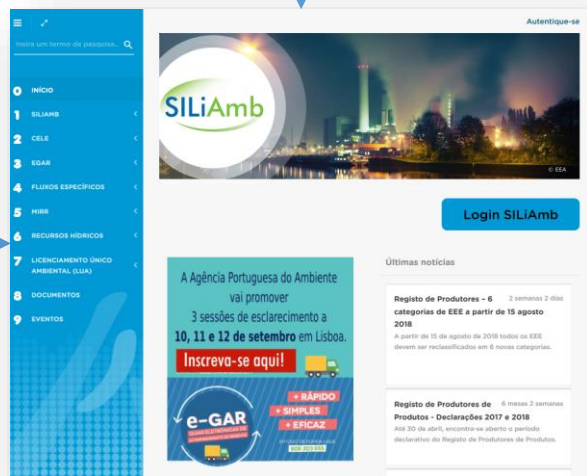 Autentique-se
Insira um termo de pesquisa..
0 INÍCIO
1 SILIAMB
2 CELE
3 EGAR
4 FLUXOS ESPECÍFICOS
5 MIRR
6 RECURSOS HÍDRICOS
7 LICENCIAMENTO ÚNICO
AMBIENTAL (LUA)
8 DOCUMENTOS
9 EVENTOS
SILiAmb
© EEA
Login SILiAmb
A Agência Portuguesa do Ambiente
vai promover
3 sessões de esclarecimento a
10, 11 e 12 de setembro em Lisboa.
Inscreva-se aqui!
e-GAR
+ RÁPIDO
+ SIMPLES
+ EFICAZ
Últimas notícias
Registo de Produtores – 6 2 semanas 2 dias
categorias de EEE a partir de 15 agosto
2018
A partir de 15 de agosto de 2018 todos os EEE
devem ser reclassificados em 6 novas categorias.
Registo de Produtores de 6 meses 2 semanas
Produtos - Declarações 2017 e 2018
Até 30 de abril, encontra-se aberto o período
declarativo do Registo de Produtores de Produtos.